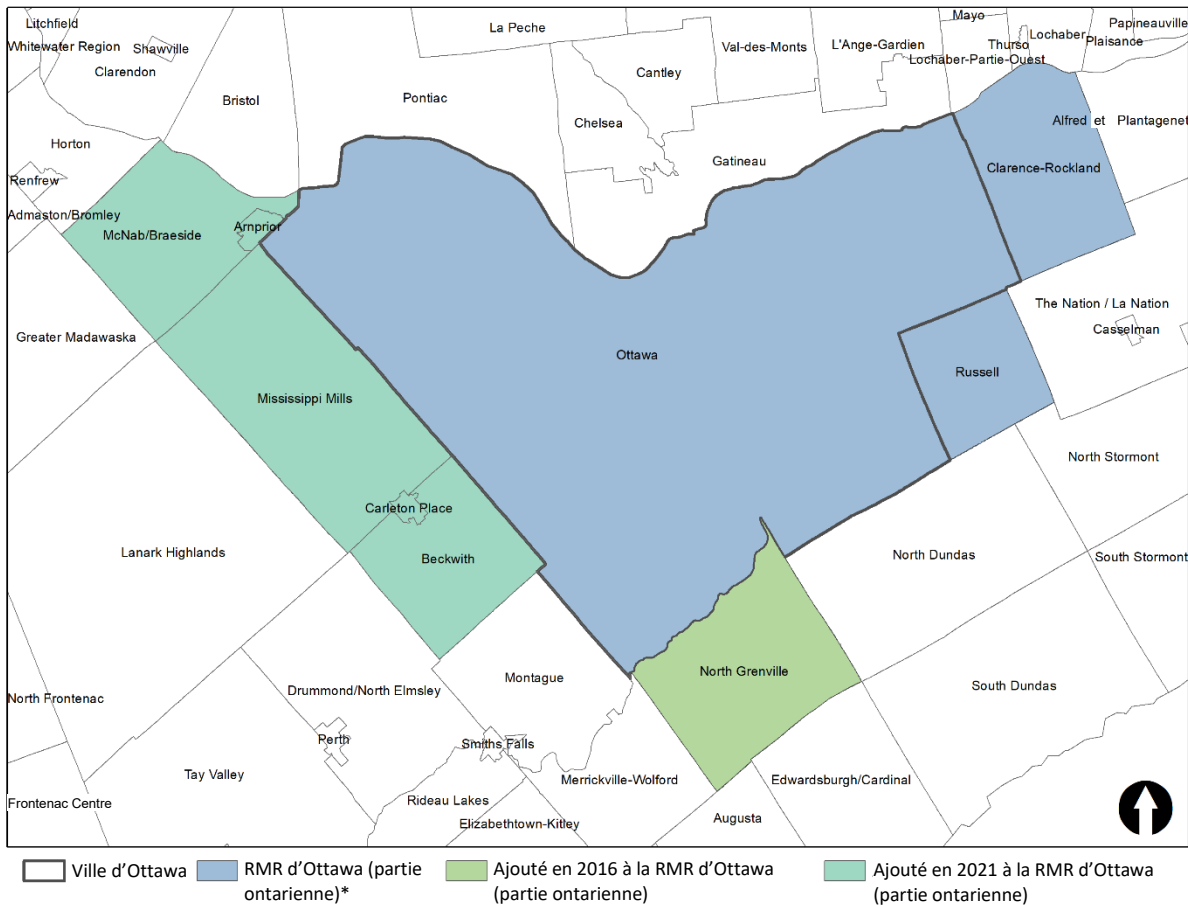 Litchfield
Whitewater Region
Shawville
Clarendon
La Peche
Mayo
Papineauville
Lochaber
Thurso
Plaisance
Val-des-Monts
L'Ange-Gardien
Lochaber-Partie-Ouest
Cantley
Bristol
Pontiac
Chelsea
Alfred et Plantagenet
Horton
Gatineau
Clarence-Rockland
Renfrew
Admaston/Bromley
McNab/Braeside
Arnprior
The Nation / La Nation
Casselman
Greater Madawaska
Ottawa
Russell
Mississippi Mills
North Stormont
Carleton Place
Lanark Highlands
Beckwith
North Dundas
South Stormont
North Grenville
Montague
South Dundas
North Frontenac
Drummond/North Elmsley
Perth
Smiths Falls
Tay Valley
Merrickville-Wolford
Edwardsburgh/Cardinal
Frontenac Centre
Rideau Lakes
Augusta
Elizabethtown-Kitley
Ville d’Ottawa
RMR d’Ottawa (partie
ontarienne)*
Ajouté en 2016 à la RMR d’Ottawa
(partie ontarienne)
Ajouté en 2021 à la RMR d’Ottawa
(partie ontarienne)